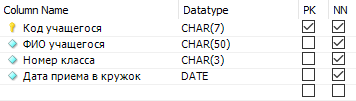 Column Name Datatype PK NN
Код учащегося CHAR(7)
ФИО учащегося CHAR(50)
Номер класса CHAR(3)
Дата приема в кружок DATE